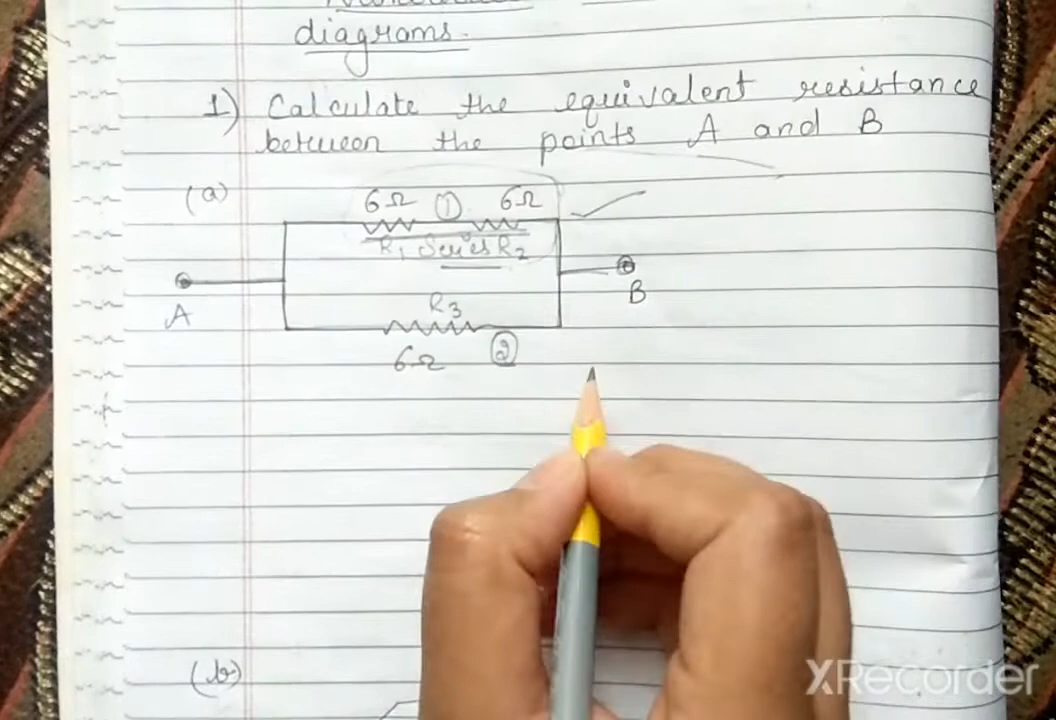 diagrams.
1) Calculate the equivalent resistance
between the points A and B
(a)
6Ω ① 6Ω
R1 Series R2
A
B
R3
6Ω ②
(b)
XRecorder